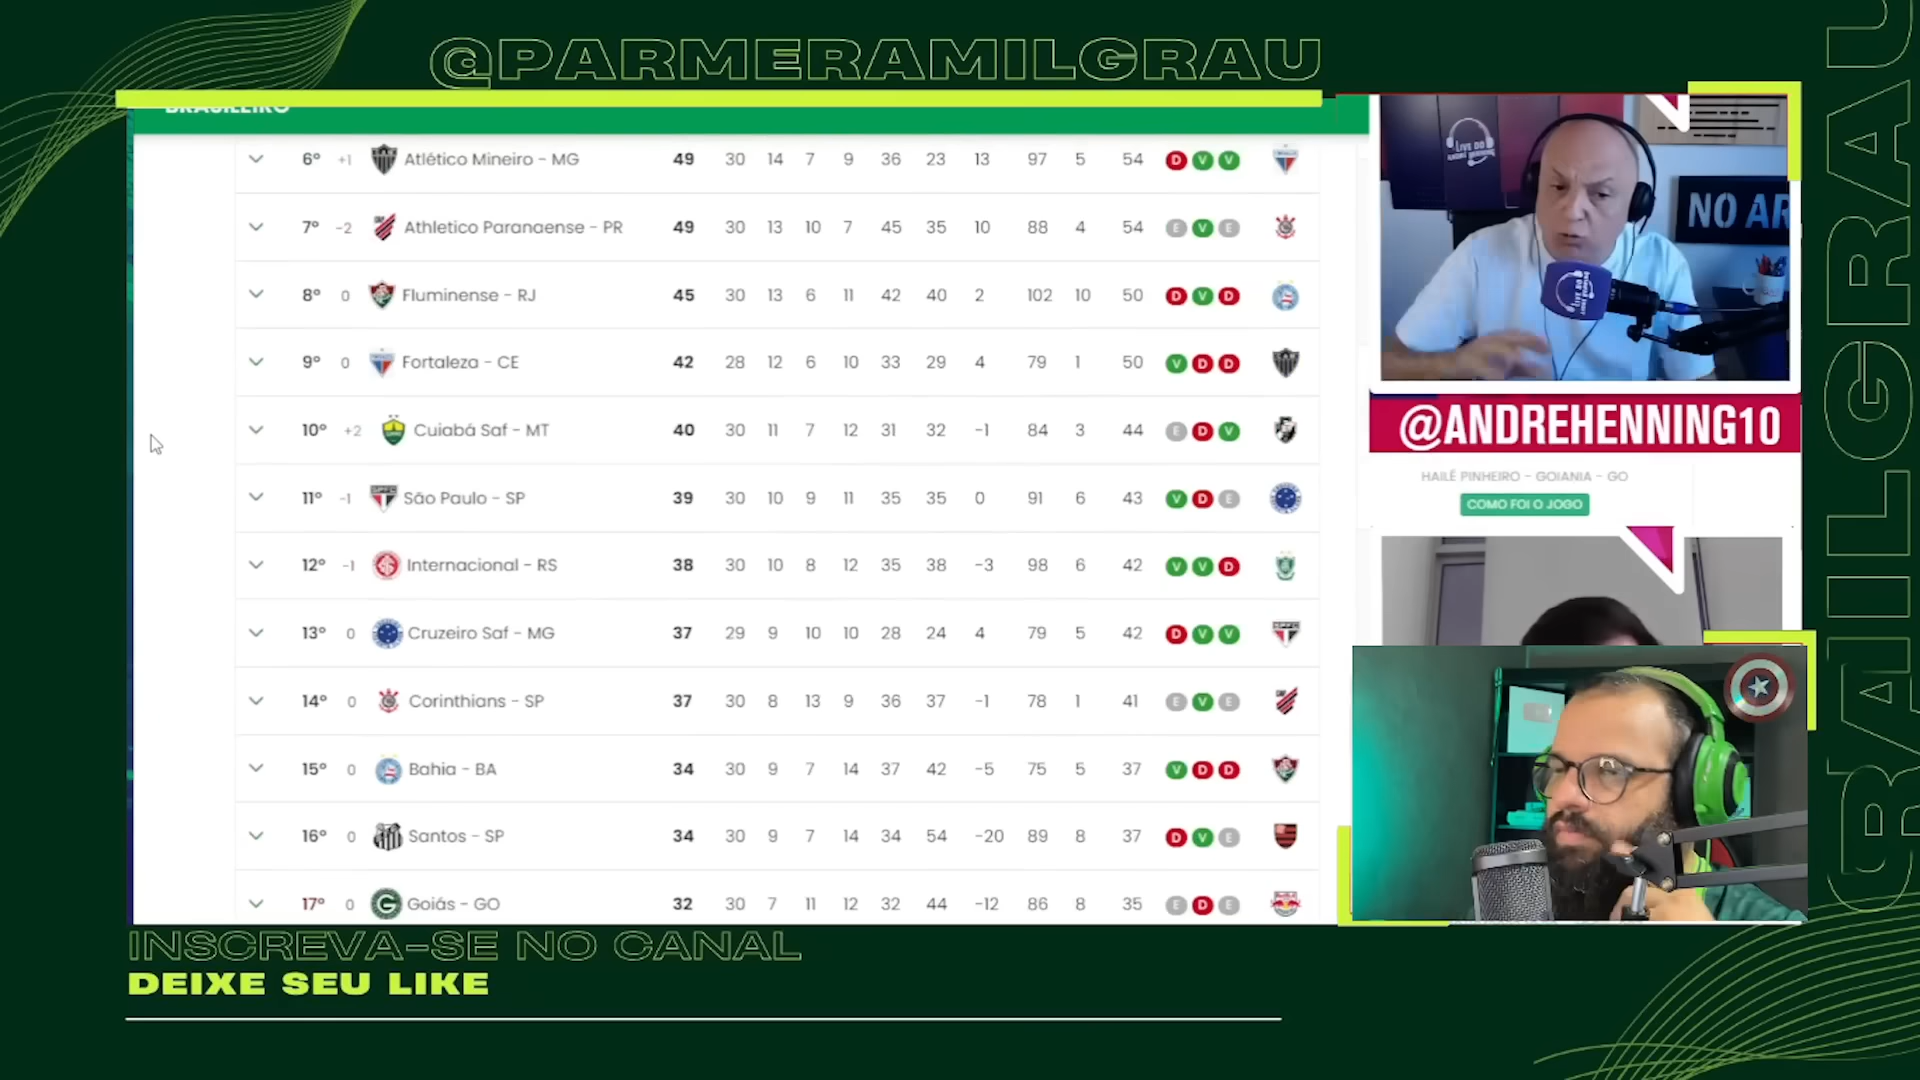 @PARMERAMILGRAU
BRASILEIRO
6º +1 Atlético Mineiro - MG 49 30 14 7 9 36 23 13 97 5 54 D V V
7º -2 Athletico Paranaense - PR 49 30 13 10 7 45 35 10 88 4 54 E V E
8º 0 Fluminense - RJ 45 30 13 6 11 42 40 2 102 10 50 D V D
9º 0 Fortaleza - CE 42 28 12 6 10 33 29 4 79 1 50 V D D
10º +2 Cuiabá Saf - MT 40 30 11 7 12 31 32 -1 84 3 44 E D V
11º -1 São Paulo - SP 39 30 10 9 11 35 35 0 91 6 43 V D E
12º -1 Internacional - RS 38 30 10 8 12 35 38 -3 98 6 42 V V D
13º 0 Cruzeiro Saf - MG 37 29 9 10 10 28 24 4 79 5 42 D V V
14º 0 Corinthians - SP 37 30 8 13 9 36 37 -1 78 1 41 E V E
15º 0 Bahia - BA 34 30 9 7 14 37 42 -5 75 5 37 V D D
16º 0 Santos - SP 34 30 9 7 14 34 54 -20 89 8 37 D V E
17º 0 Goiás - GO 32 30 7 11 12 32 44 -12 86 8 35 E D E
LIVE DO
ANDRÉ HENNING
NO AR
@ANDREHENNING10
HAILÉ PINHEIRO - GOIANIA - GO
COMO FOI O JOGO
INSCREVA-SE NO CANAL
DEIXE SEU LIKE